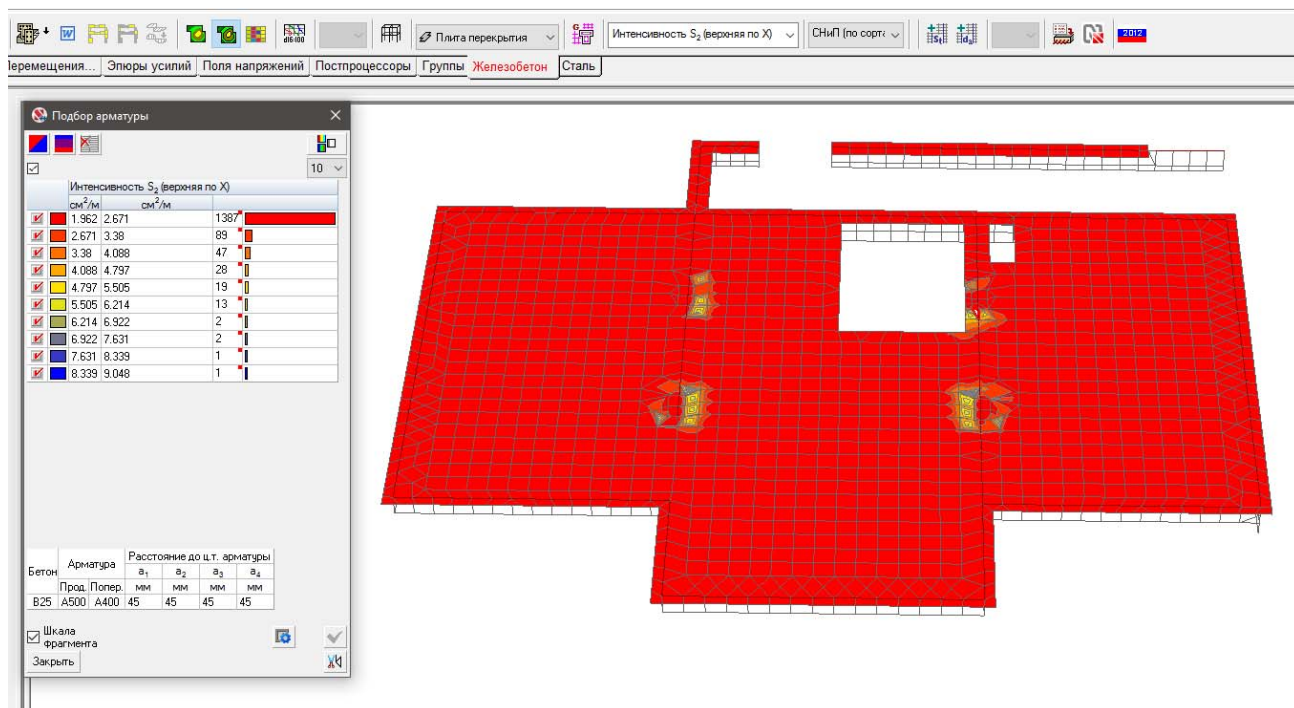 W
d16-100
Плита перекрытия
G
Интенсивность S₂ (верхняя по X)
СНиП (по сорта
2012
Перемещения...
Эпюры усилий
Поля напряжений
Постпроцессоры
Группы
Железобетон
Сталь
Подбор арматуры
10
Интенсивность S₂ (верхняя по X)
см²/м см²/м
1.962 2.671 1387
2.671 3.38 89
3.38 4.088 47
4.088 4.797 28
4.797 5.505 19
5.505 6.214 13
6.214 6.922 2
6.922 7.631 2
7.631 8.339 1
8.339 9.048 1
Бетон Арматура Расстояние до ц.т. арматуры
a₁ a₂ a₃ a₄
Прод. Попер. мм мм мм мм
B25 A500 A400 45 45 45 45
Шкала
фрагмента
Закрыть